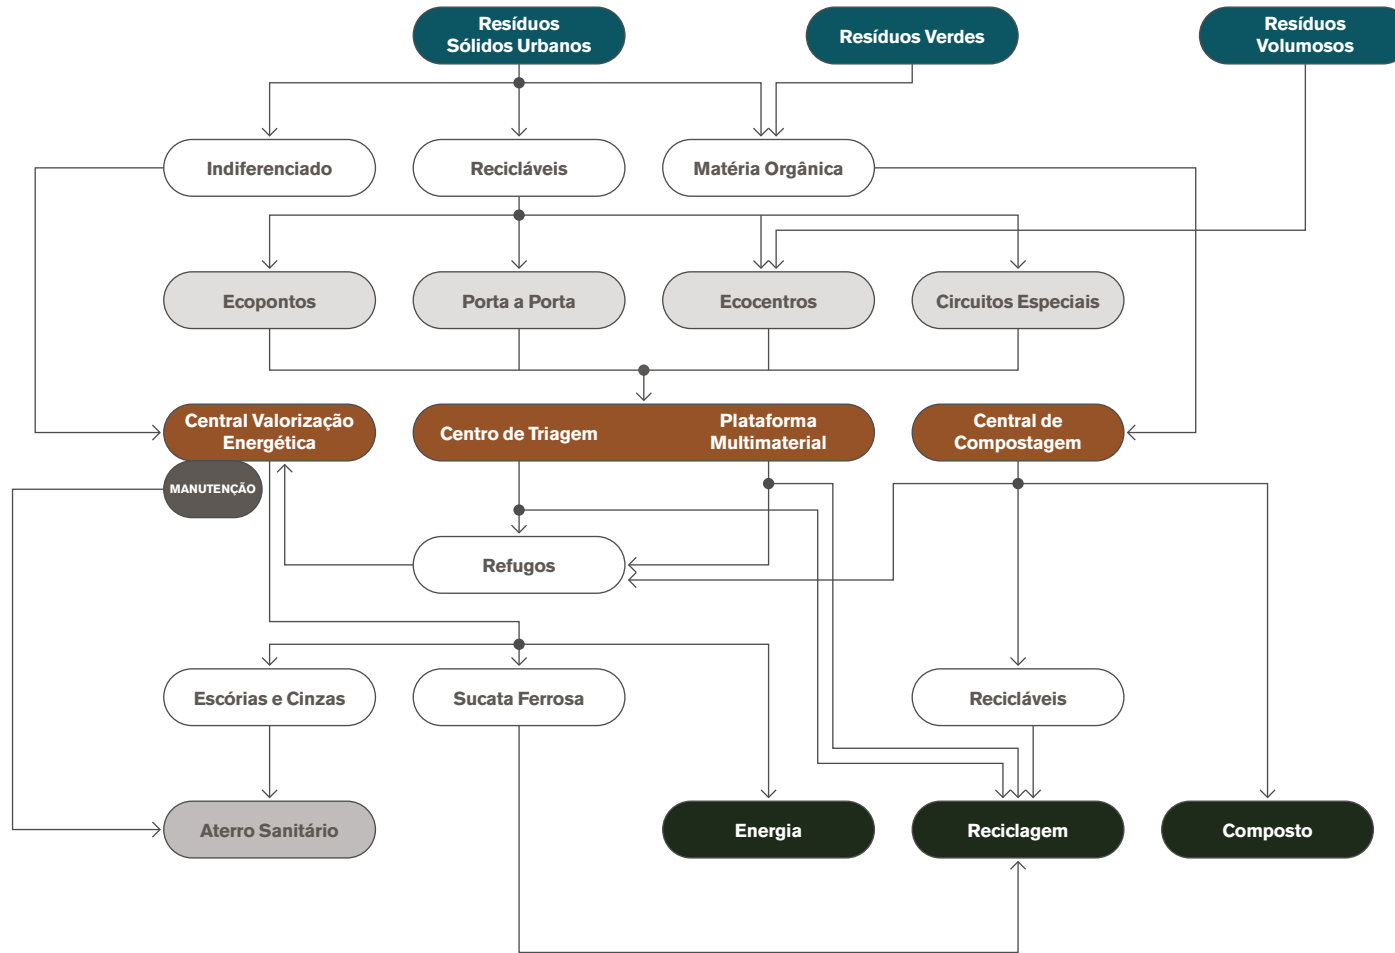 Resíduos
Sólidos Urbanos
Resíduos Verdes
Resíduos
Volumosos
Indiferenciado
Recicláveis
Matéria Orgânica
Ecopontos
Porta a Porta
Ecocentros
Circuitos Especiais
Central Valorização
Energética
Centro de Triagem
Plataforma
Multimaterial
Central de
Compostagem
MANUTENÇÃO
Refugos
Escórias e Cinzas
Sucata Ferrosa
Recicláveis
Aterro Sanitário
Energia
Reciclagem
Composto